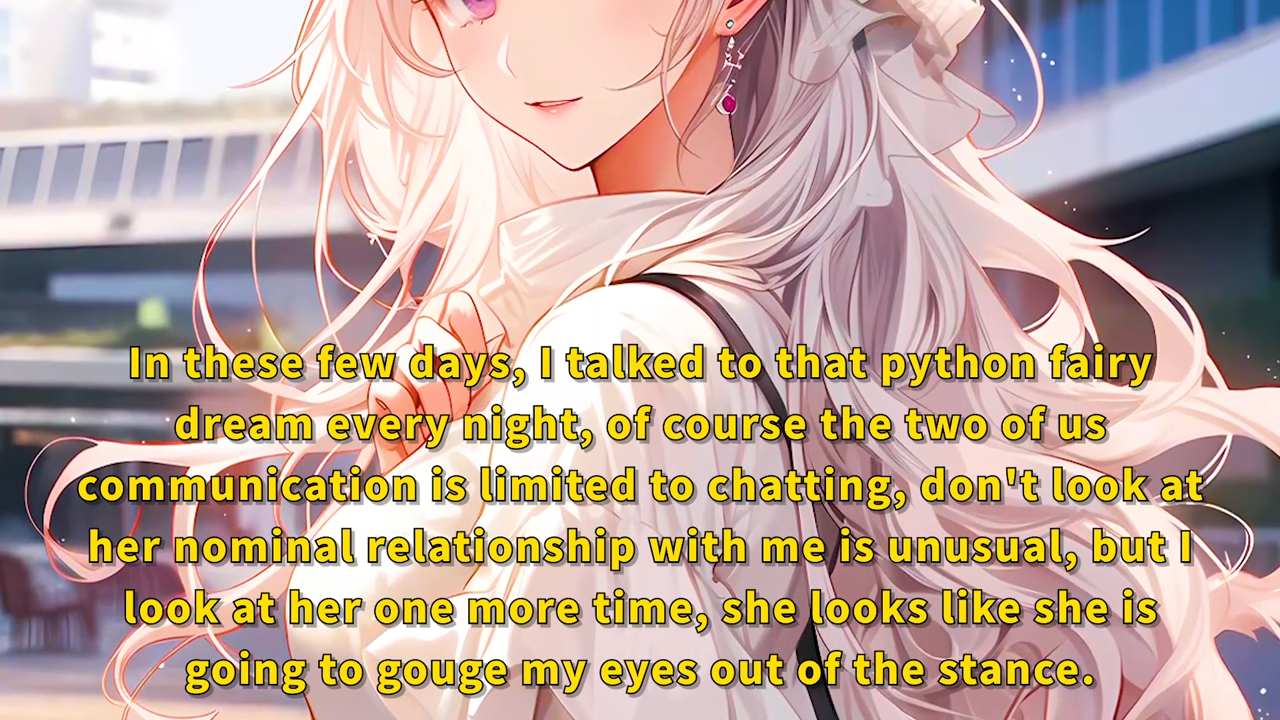 In these few days, I talked to that python fairy
dream every night, of course the two of us
communication is limited to chatting, don't look at
her nominal relationship with me is unusual, but I
look at her one more time, she looks like she is
going to gouge my eyes out of the stance.